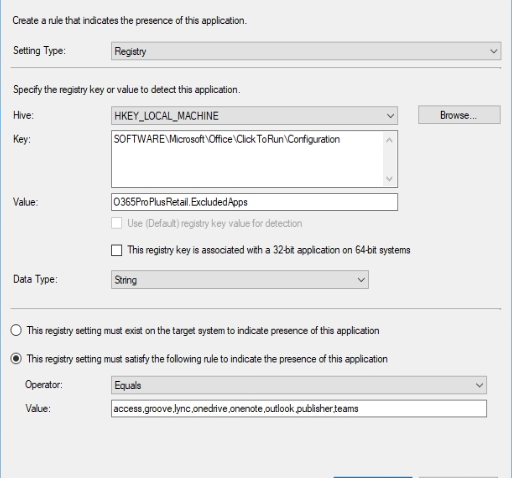 Create a rule that indicates the presence of this application.
Setting Type: Registry
Specify the registry key or value to detect this application.
Hive: HKEY_LOCAL_MACHINE Browse...
Key: SOFTWARE\Microsoft\Office\ClickToRun\Configuration
Value: O365ProPlusRetail.ExcludedApps
Use (Default) registry key value for detection
This registry key is associated with a 32-bit application on 64-bit systems
Data Type: String
This registry setting must exist on the target system to indicate presence of this application
This registry setting must satisfy the following rule to indicate the presence of this application
Operator: Equals
Value: access,groove,lync,onedrive,onenote,outlook,publisher,teams